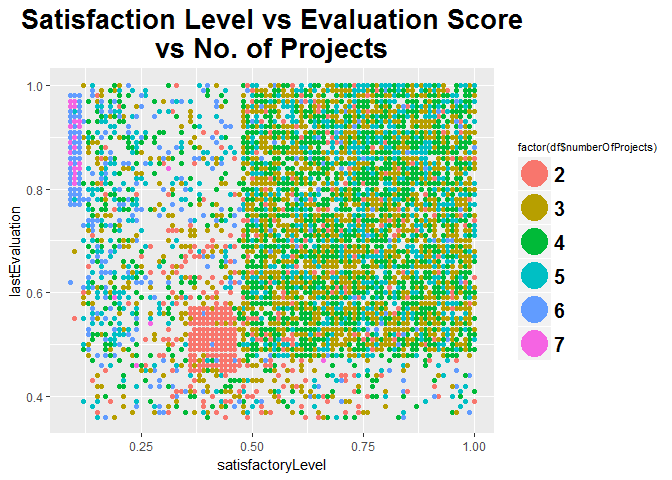 Satisfaction Level vs Evaluation Score
vs No. of Projects
lastEvaluation
1.0
0.8
0.6
0.4
0.25
0.50
0.75
1.00
satisfactoryLevel
factor(df$numberOfProjects)
2
3
4
5
6
7